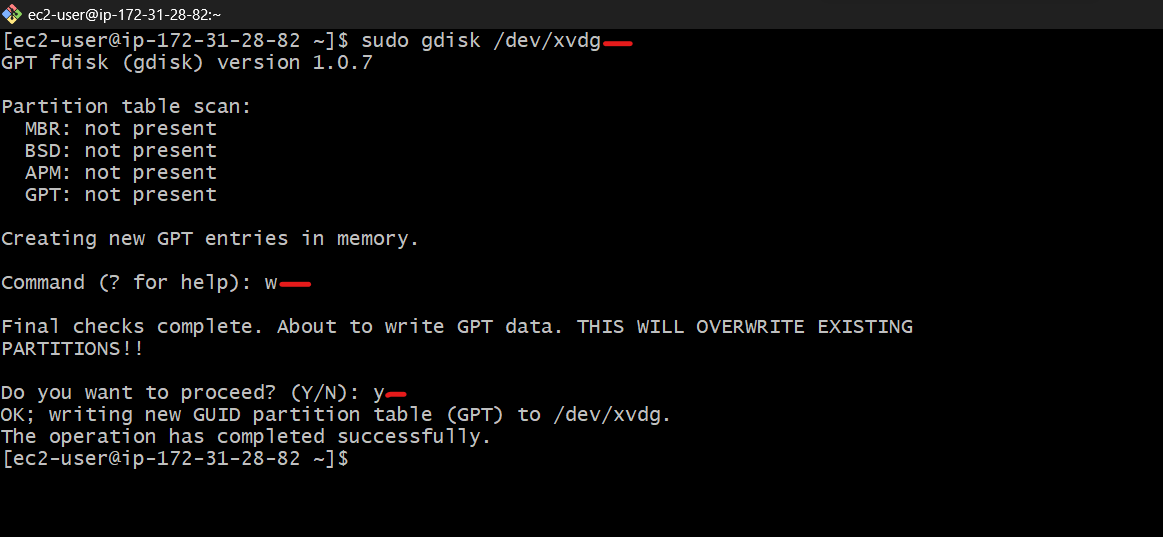 ec2-user@ip-172-31-28-82:~
[ec2-user@ip-172-31-28-82 ~]$ sudo gdisk /dev/xvdg
GPT fdisk (gdisk) version 1.0.7
Partition table scan:
  MBR: not present
  BSD: not present
  APM: not present
  GPT: not present
Creating new GPT entries in memory.
Command (? for help): w
Final checks complete. About to write GPT data. THIS WILL OVERWRITE EXISTING
PARTITIONS!!
Do you want to proceed? (Y/N): y
OK; writing new GUID partition table (GPT) to /dev/xvdg.
The operation has completed successfully.
[ec2-user@ip-172-31-28-82 ~]$